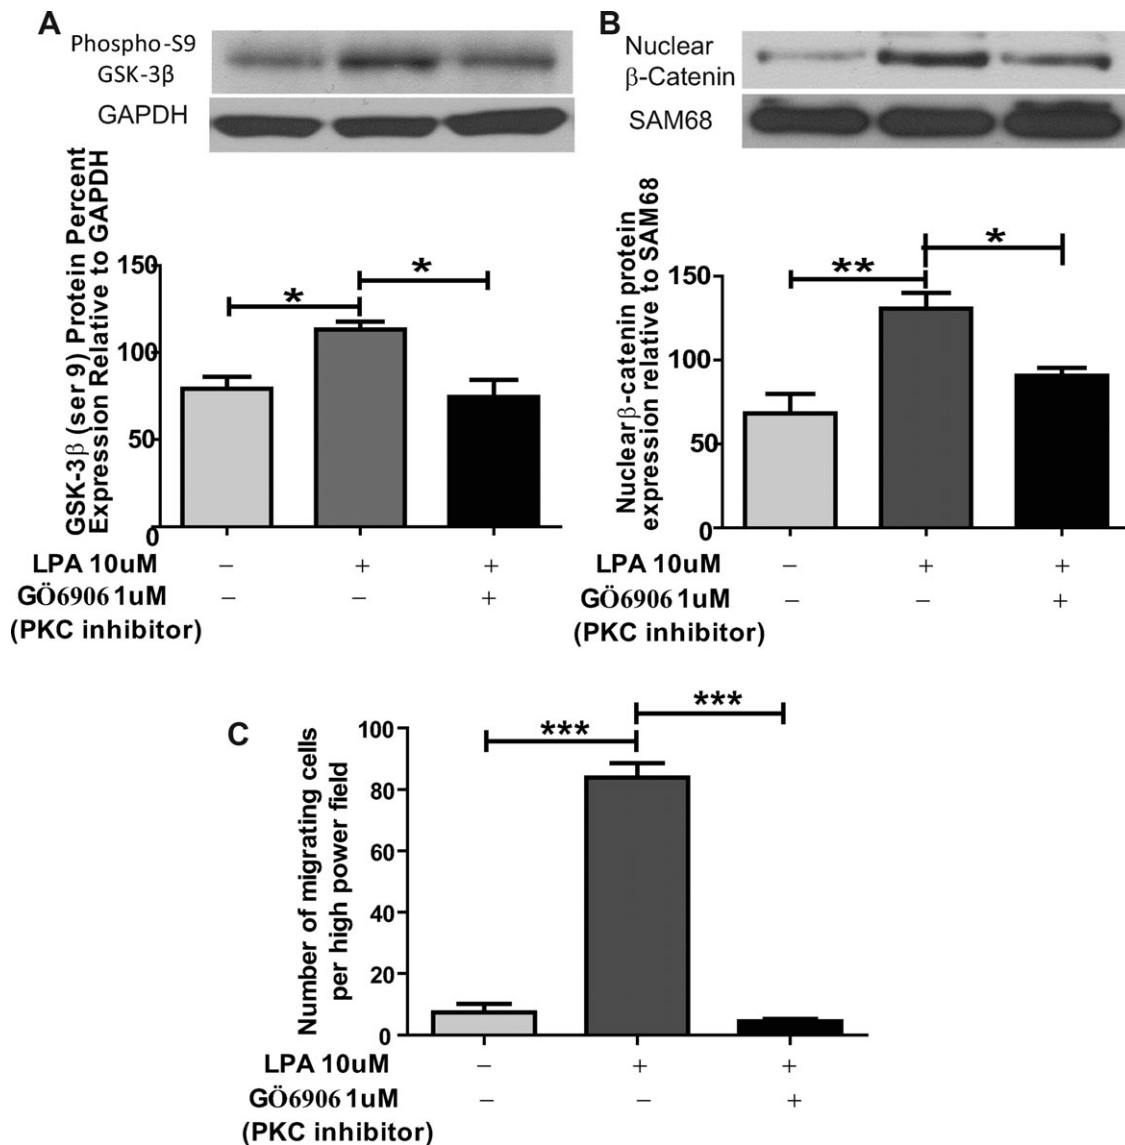 A
Phospho-S9
GSK-3β
GAPDH
GSK-3β (ser 9) Protein Percent
Expression Relative to GAPDH
150
100
50
0
*
*
LPA 10uM – + +
GÖ6906 1uM – – +
(PKC inhibitor)
B
Nuclear
β-Catenin
SAM68
Nuclear β-catenin protein
expression relative to SAM68
150
100
50
0
**
*
LPA 10uM – + +
GÖ6906 1uM – – +
(PKC inhibitor)
C
Number of migrating cells
per high power field
100
80
60
40
20
0
***
***
LPA 10uM – + +
GÖ6906 1uM – – +
(PKC inhibitor)